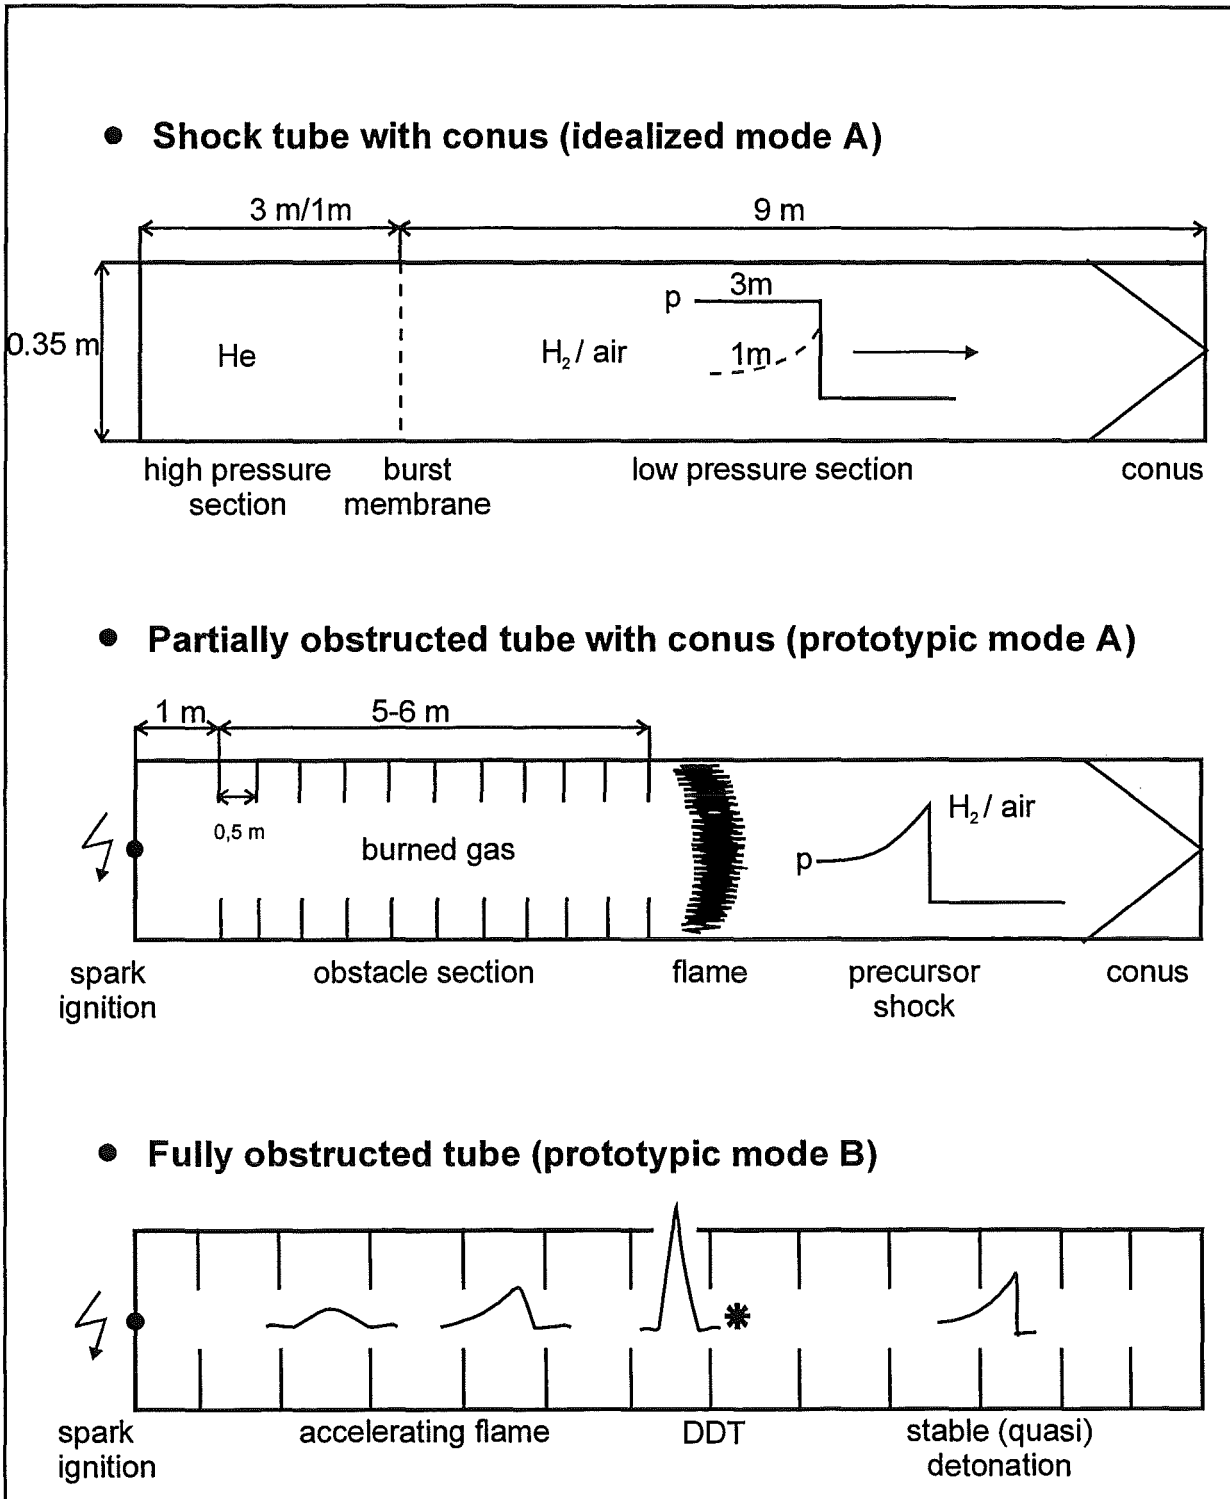 ● Shock tube with conus (idealized mode A)
3 m/1m
9 m
p
3m
0.35 m
He
H₂ / air
1m
high pressure
section
burst
membrane
low pressure section
conus
● Partially obstructed tube with conus (prototypic mode A)
1 m
5-6 m
0,5 m
burned gas
H₂ / air
p
spark
ignition
obstacle section
flame
precursor
shock
conus
● Fully obstructed tube (prototypic mode B)
spark
ignition
accelerating flame
DDT
stable (quasi)
detonation